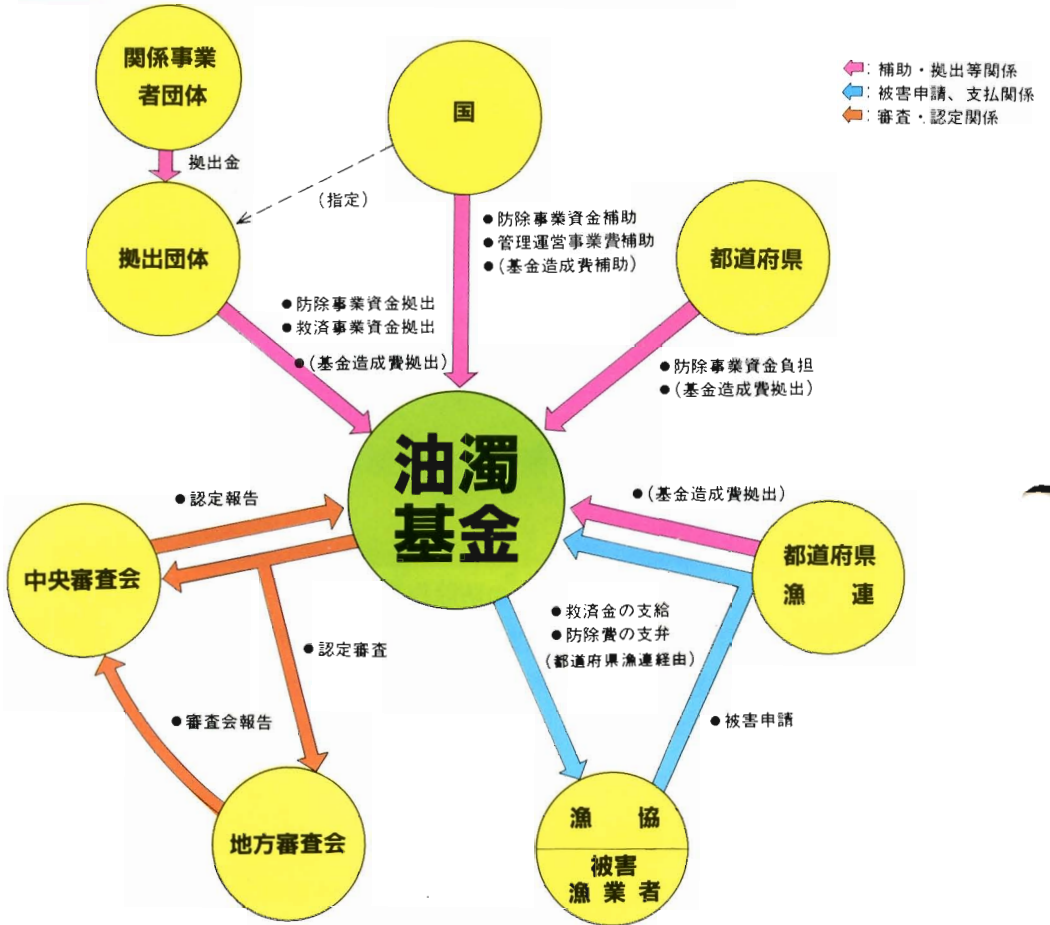 関係事業
者団体
国
⇦：補助・拠出等関係
⇦：被害申請、支払関係
⇦：審査・認定関係
拠出金
（指定）
拠出団体
●防除事業資金補助
●管理運営事業費補助
●（基金造成費補助）
都道府県
●防除事業資金拠出
●救済事業資金拠出
●（基金造成費拠出）
●防除事業資金負担
●（基金造成費拠出）
油濁
基金
●認定報告
●（基金造成費拠出）
中央審査会
都道府県
漁　連
●救済金の支給
●防除費の支弁
（都道府県漁連経由）
●認定審査
●審査会報告
●被害申請
地方審査会
漁　協
被害
漁業者